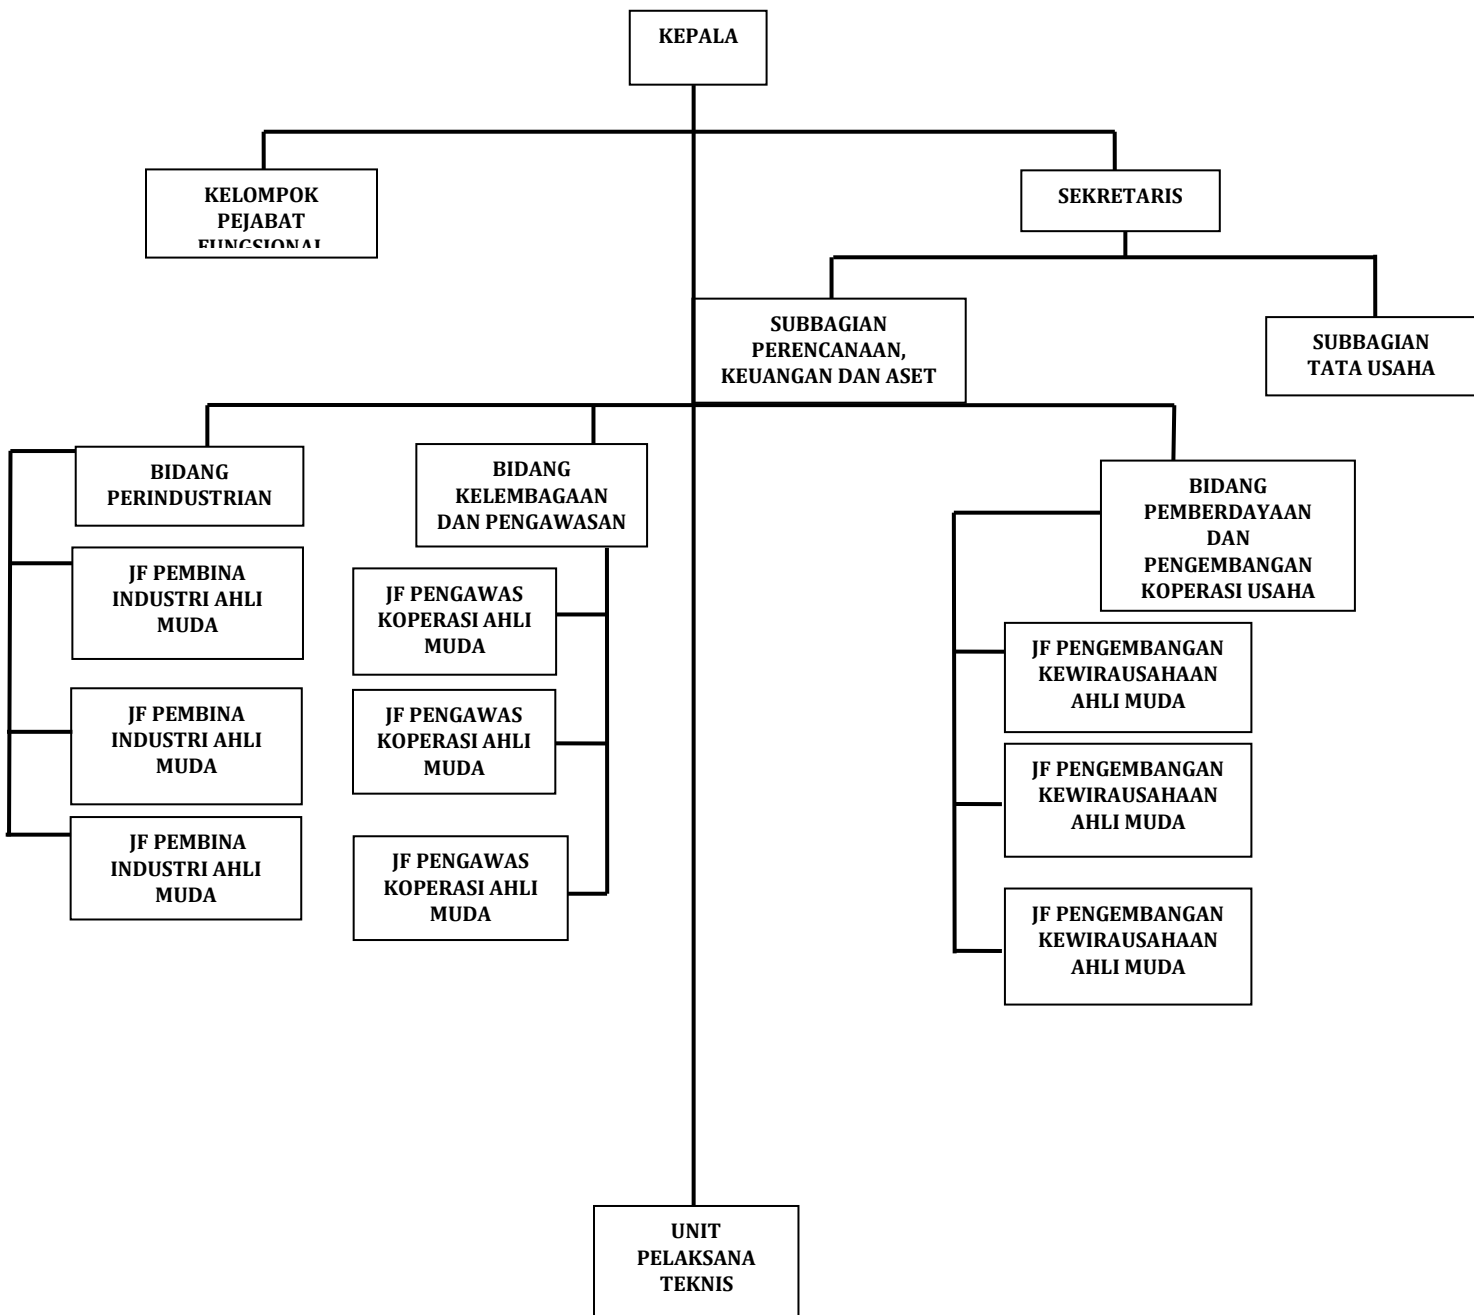 KEPALA
KELOMPOK
PEJABAT
FUNGSIONAL
SEKRETARIS
SUBBAGIAN
PERENCANAAN,
KEUANGAN DAN ASET
SUBBAGIAN
TATA USAHA
BIDANG
PERINDUSTRIAN
BIDANG
KELEMBAGAAN
DAN PENGAWASAN
BIDANG
PEMBERDAYAAN
DAN
PENGEMBANGAN
KOPERASI USAHA
JF PEMBINA
INDUSTRI AHLI
MUDA
JF PEMBINA
INDUSTRI AHLI
MUDA
JF PEMBINA
INDUSTRI AHLI
MUDA
JF PENGAWAS
KOPERASI AHLI
MUDA
JF PENGAWAS
KOPERASI AHLI
MUDA
JF PENGAWAS
KOPERASI AHLI
MUDA
JF PENGEMBANGAN
KEWIRAUSAHAAN
AHLI MUDA
JF PENGEMBANGAN
KEWIRAUSAHAAN
AHLI MUDA
JF PENGEMBANGAN
KEWIRAUSAHAAN
AHLI MUDA
UNIT
PELAKSANA
TEKNIS